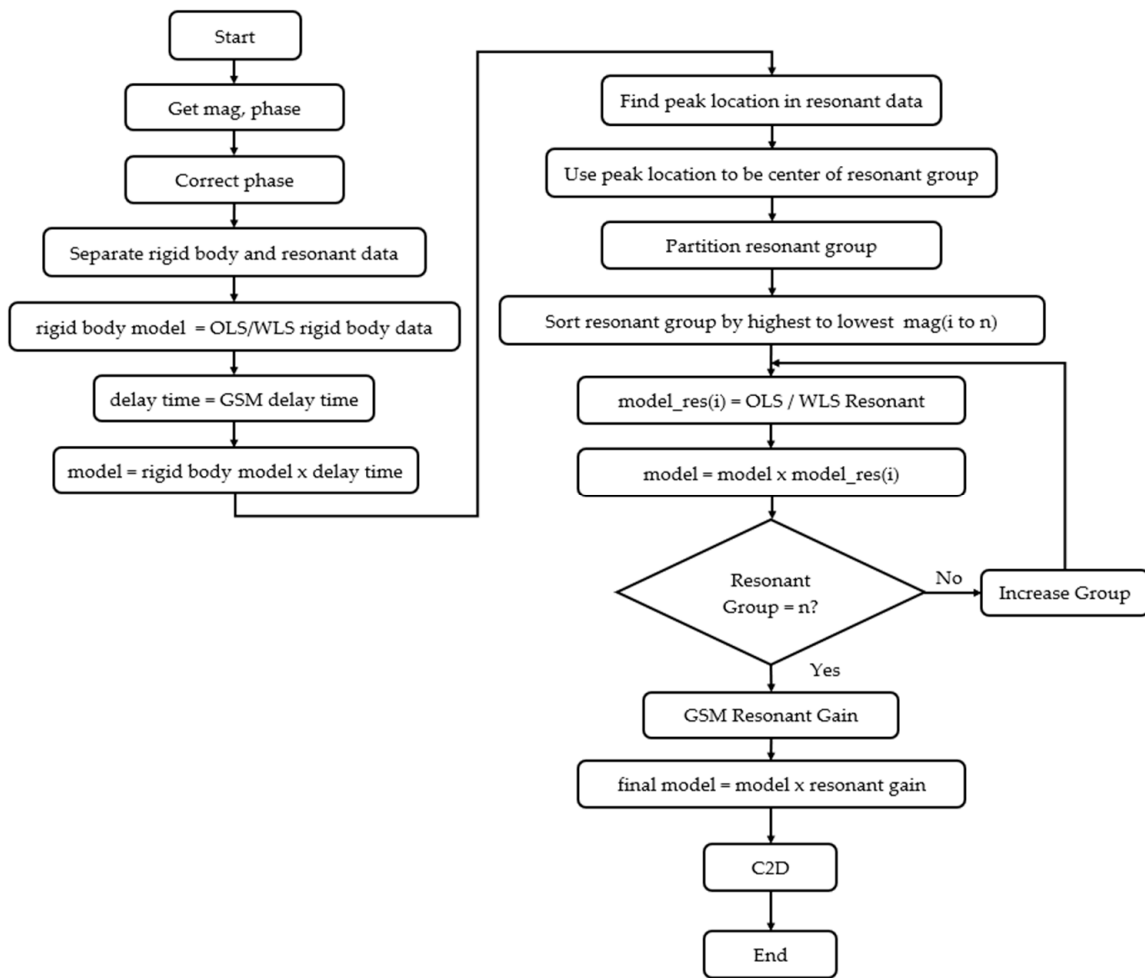 Start
Get mag, phase
Correct phase
Separate rigid body and resonant data
rigid body model = OLS/WLS rigid body data
delay time = GSM delay time
model = rigid body model x delay time
Find peak location in resonant data
Use peak location to be center of resonant group
Partition resonant group
Sort resonant group by highest to lowest mag(i to n)
model_res(i) = OLS / WLS Resonant
model = model x model_res(i)
Resonant
Group = n?
No
Increase Group
Yes
GSM Resonant Gain
final model = model x resonant gain
C2D
End